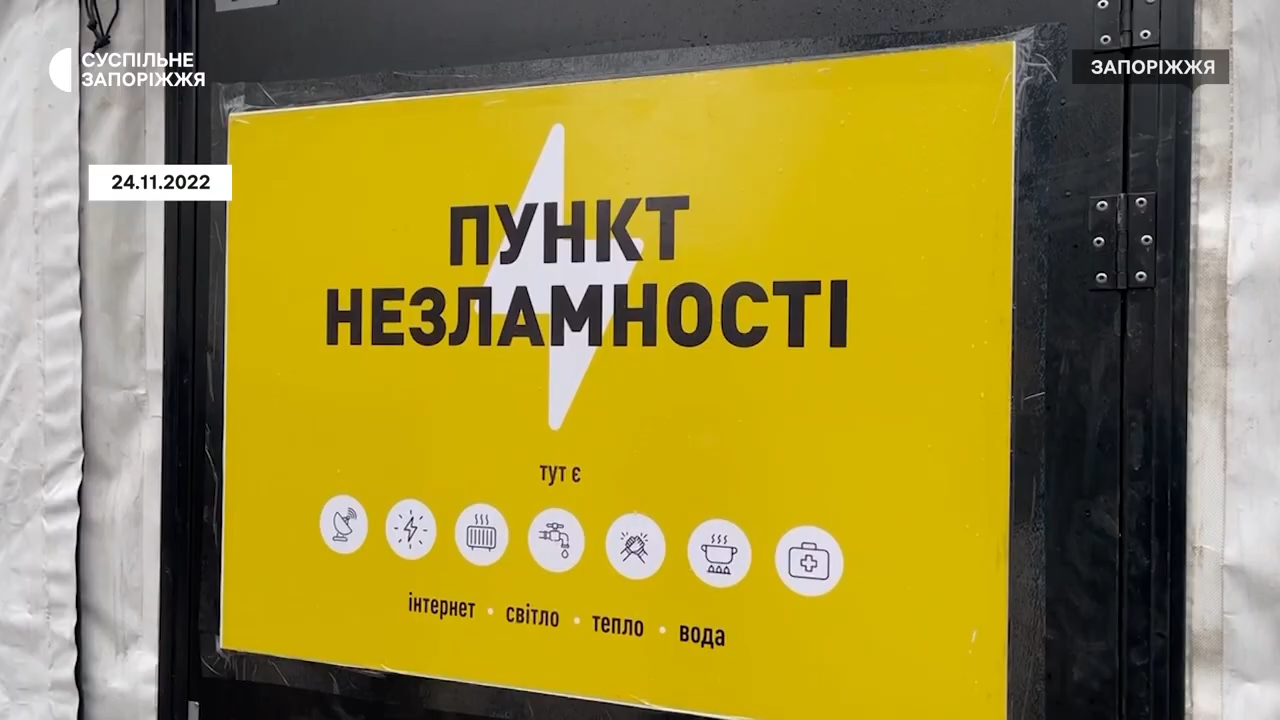 СУСПІЛЬНЕ
ЗАПОРІЖЖЯ
ЗАПОРІЖЖЯ
24.11.2022
ПУНКТ
НЕЗЛАМНОСТІ
тут є
інтернет • світло • тепло • вода